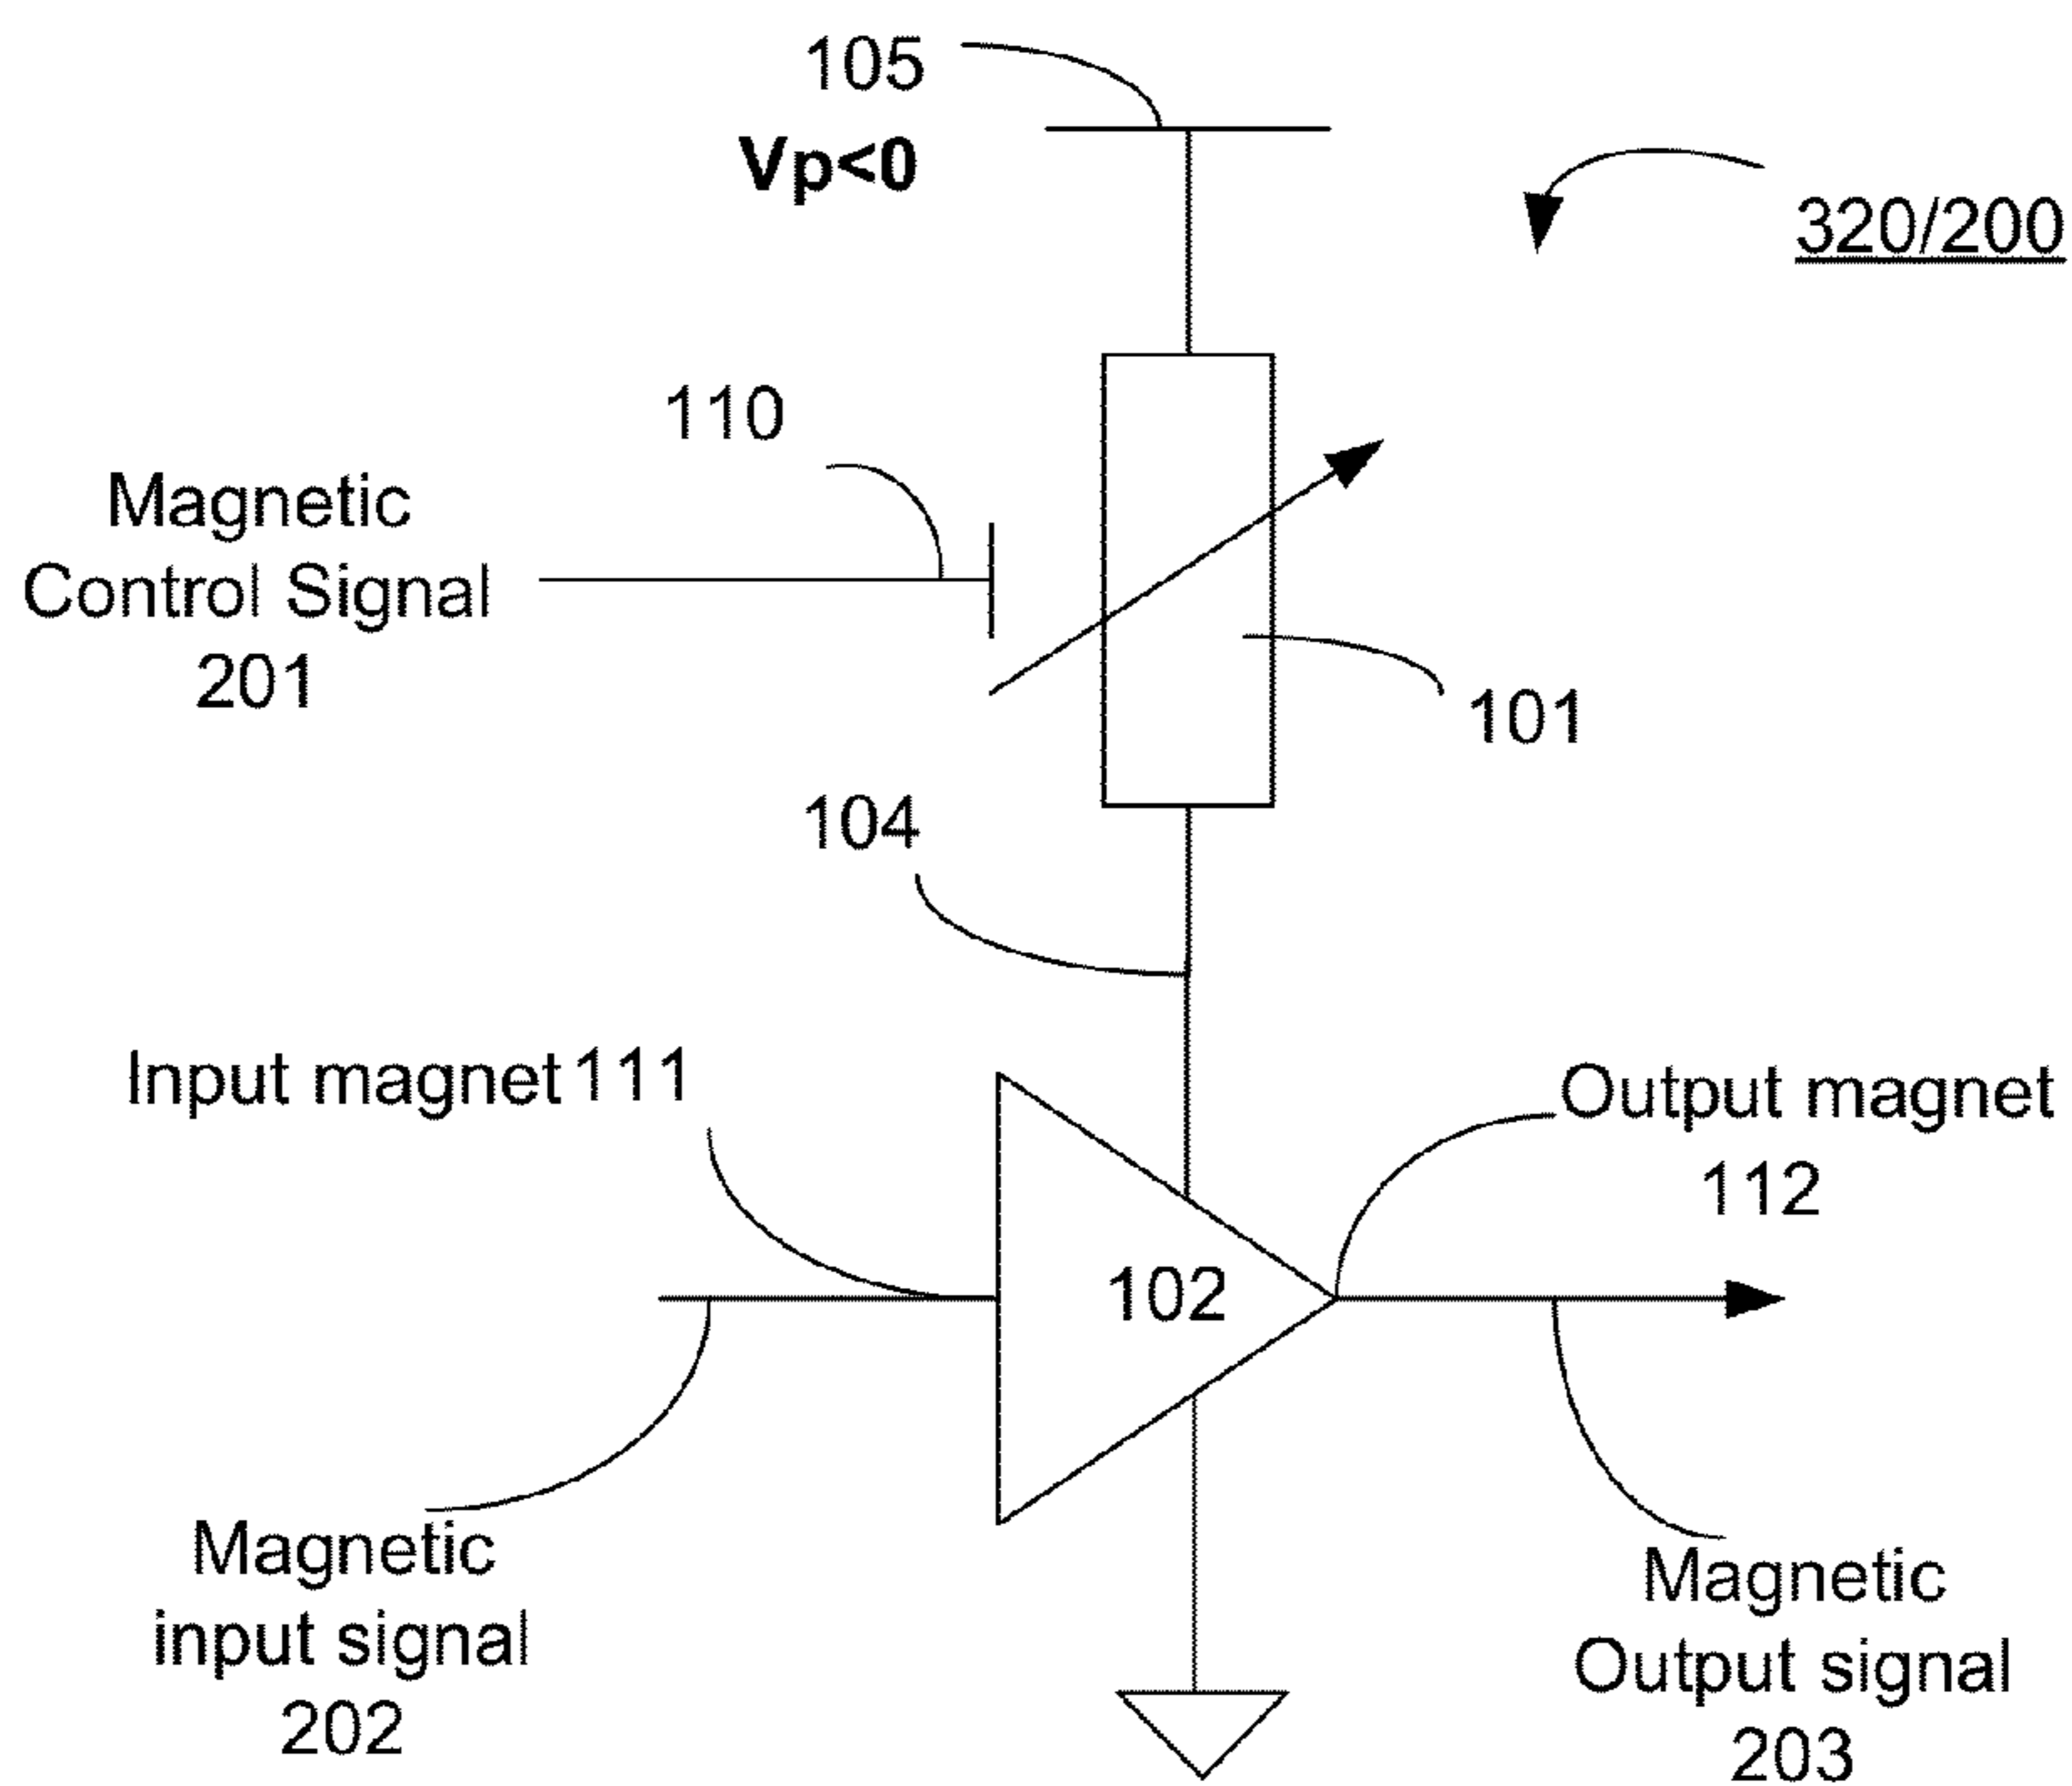 105
Vp<0
320/200
110
Magnetic
Control Signal
201
101
104
Input magnet 111
Output magnet
112
102
Magnetic
input signal
202
Magnetic
Output signal
203